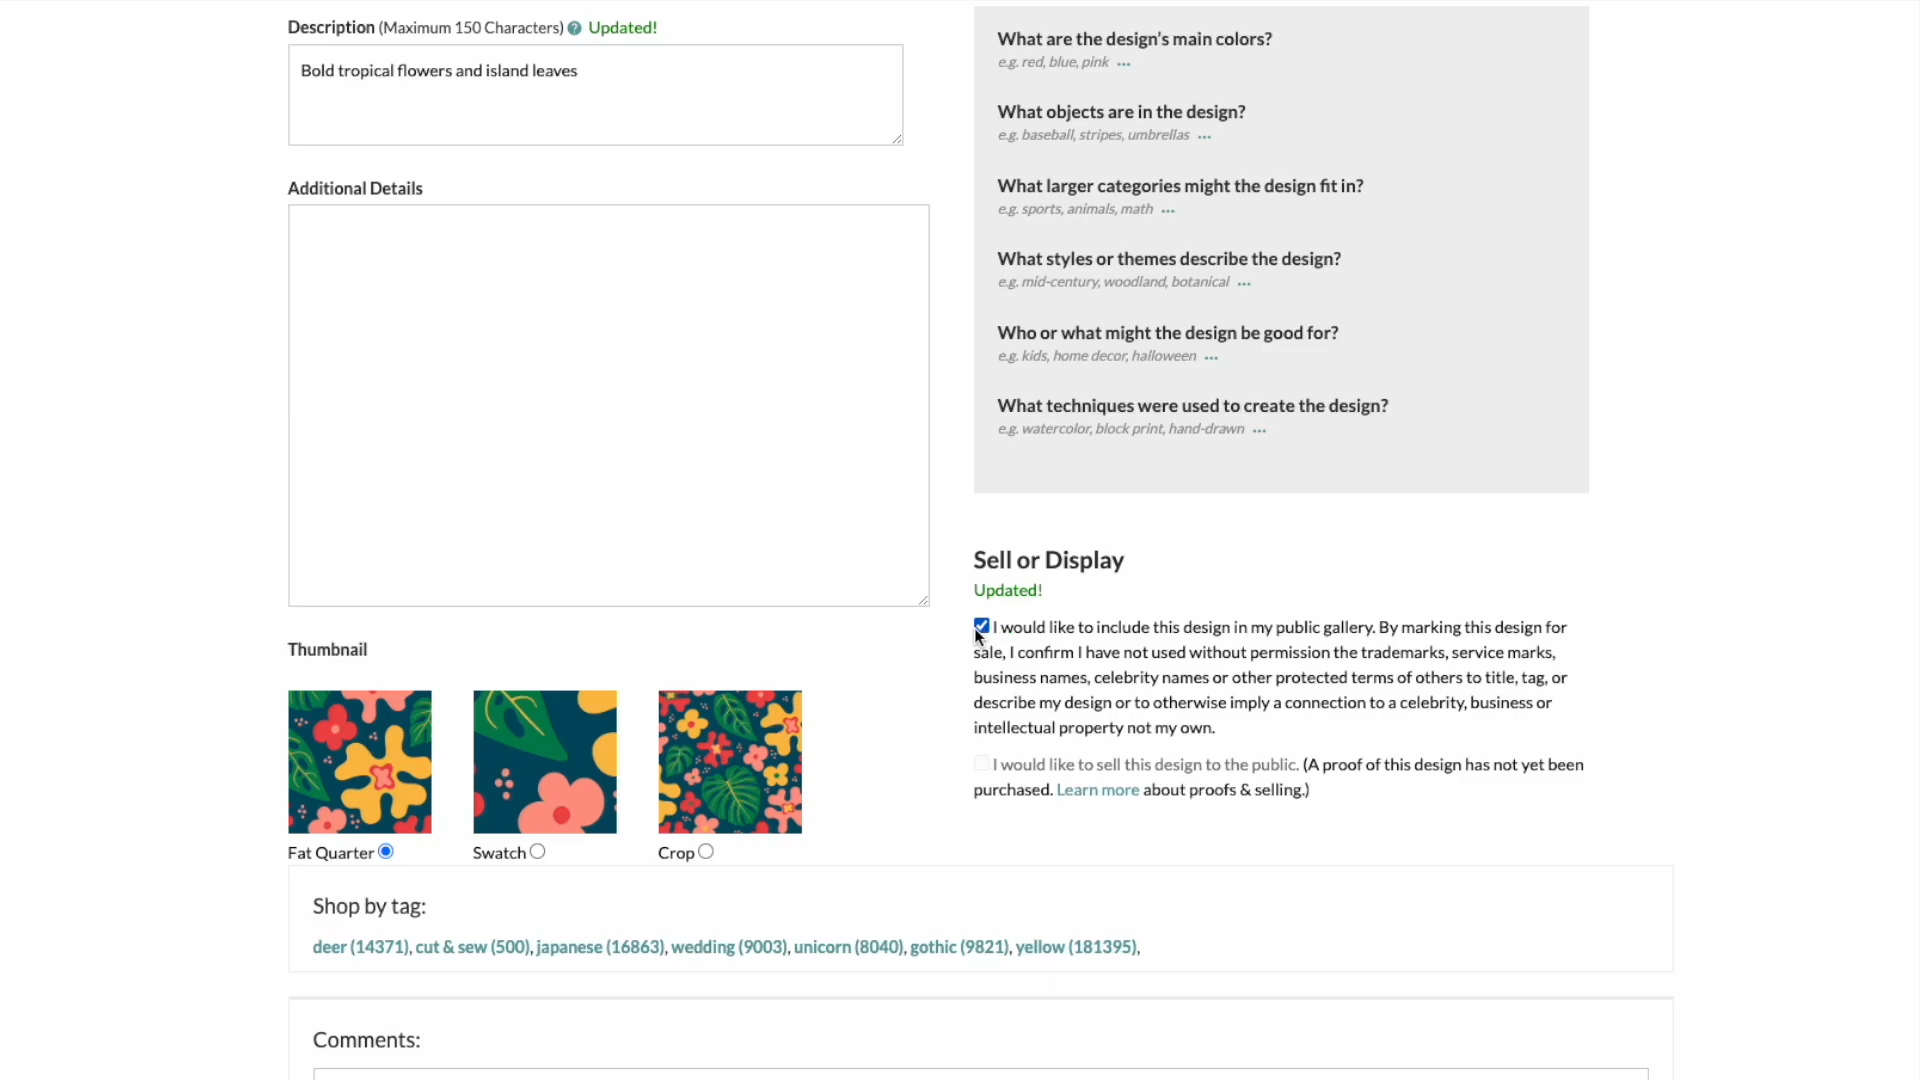 Description (Maximum 150 Characters) ? Updated!
Bold tropical flowers and island leaves
Additional Details
Thumbnail
Fat Quarter
Swatch
Crop
What are the design's main colors?
e.g. red, blue, pink ...
What objects are in the design?
e.g. baseball, stripes, umbrellas ...
What larger categories might the design fit in?
e.g. sports, animals, math ...
What styles or themes describe the design?
e.g. mid-century, woodland, botanical ...
Who or what might the design be good for?
e.g. kids, home decor, halloween ...
What techniques were used to create the design?
e.g. watercolor, block print, hand-drawn ...
Sell or Display
Updated!
I would like to include this design in my public gallery. By marking this design for
sale, I confirm I have not used without permission the trademarks, service marks,
business names, celebrity names or other protected terms of others to title, tag, or
describe my design or to otherwise imply a connection to a celebrity, business or
intellectual property not my own.
I would like to sell this design to the public. (A proof of this design has not yet been
purchased. Learn more about proofs & selling.)
Shop by tag:
deer (14371), cut & sew (500), japanese (16863), wedding (9003), unicorn (8040), gothic (9821), yellow (181395),
Comments: